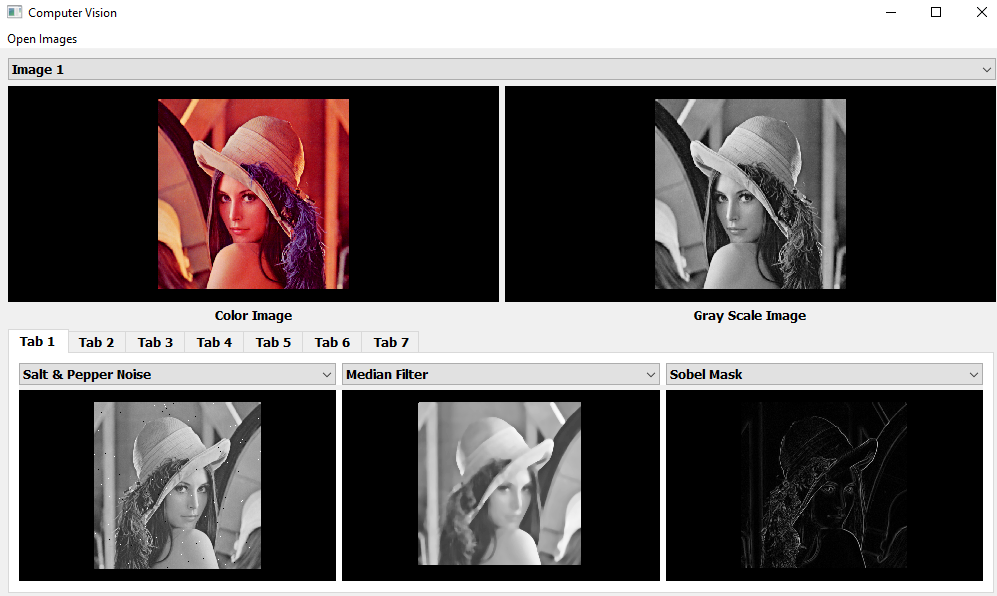 Computer Vision
Open Images
Image 1
Color Image
Gray Scale Image
Tab 1 Tab 2 Tab 3 Tab 4 Tab 5 Tab 6 Tab 7
Salt & Pepper Noise
Median Filter
Sobel Mask